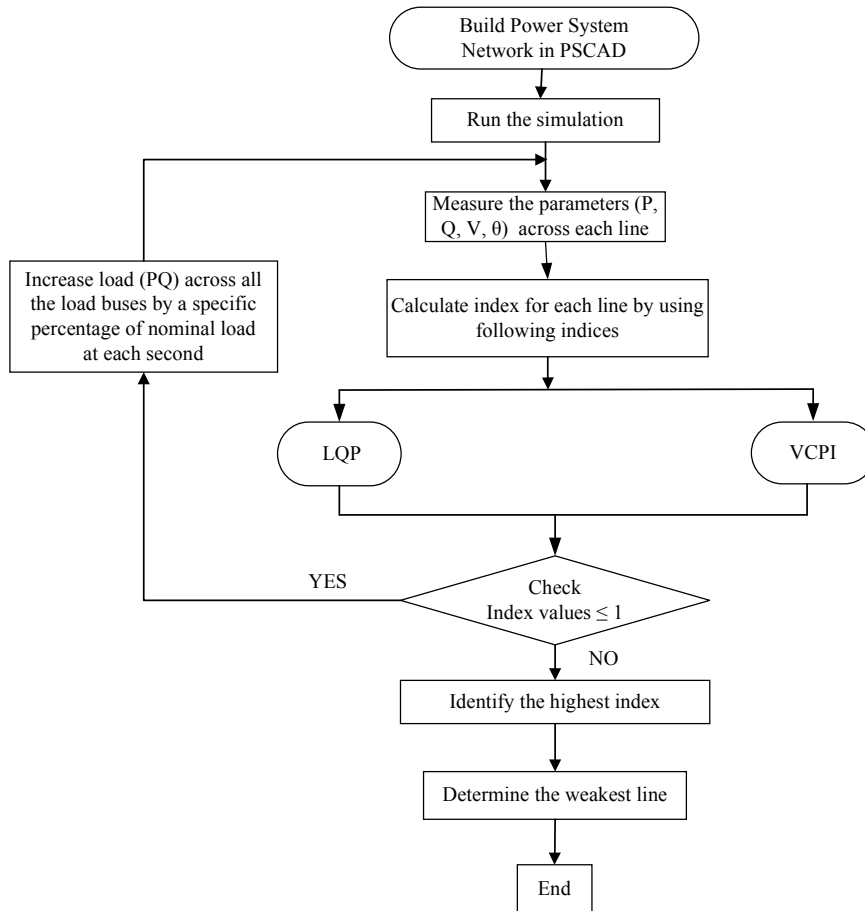 Build Power System
Network in PSCAD
Run the simulation
Measure the parameters (P,
Q, V, θ) across each line
Increase load (PQ) across all
the load buses by a specific
percentage of nominal load
at each second
Calculate index for each line by using
following indices
LQP
VCPI
YES
Check
Index values ≤ 1
NO
Identify the highest index
Determine the weakest line
End